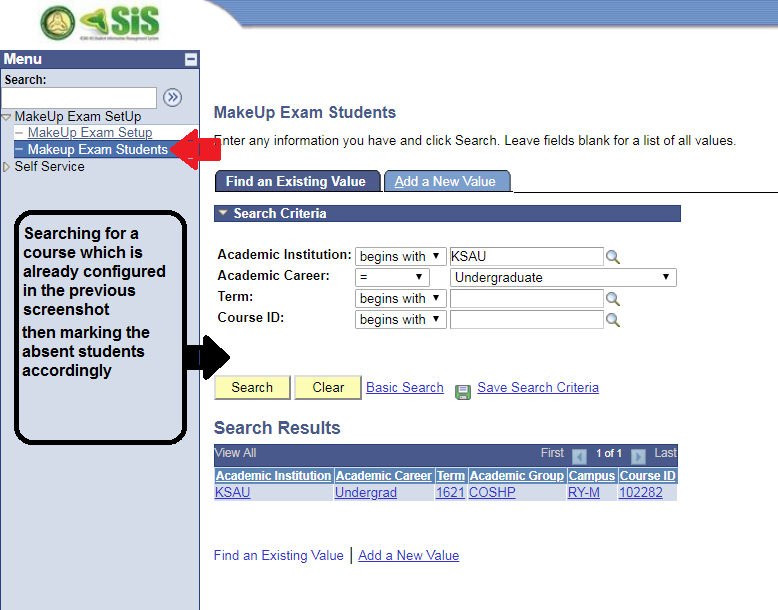 SiS
Menu
Search:
MakeUp Exam SetUp
MakeUp Exam Setup
Makeup Exam Students
Self Service
Searching for a
course which is
already configured
in the previous
screenshot
then marking the
absent students
accordingly
MakeUp Exam Students
Enter any information you have and click Search. Leave fields blank for a list of all values.
Find an Existing Value Add a New Value
Search Criteria
Academic Institution: begins with KSAU
Academic Career: = Undergraduate
Term: begins with
Course ID: begins with
Search Clear Basic Search Save Search Criteria
Search Results
View All First 1 of 1 Last
Academic Institution Academic Career Term Academic Group Campus Course ID
KSAU Undergrad 1621 COSHP RY-M 102282
Find an Existing Value | Add a New Value